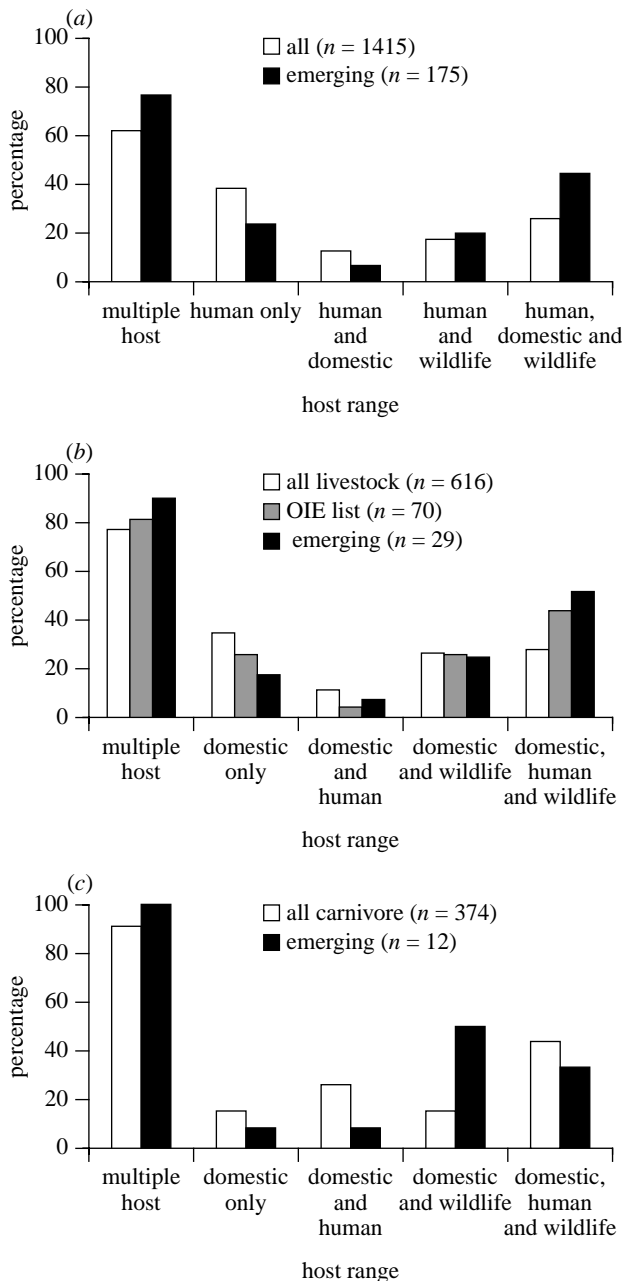 (a)
100
80
60
40
20
0
percentage
all (n = 1415)
emerging (n = 175)
multiple
host
human only
human
and
domestic
human
and
wildlife
human,
domestic and
wildlife
host range
(b)
100
80
60
40
20
0
percentage
all livestock (n = 616)
OIE list (n = 70)
emerging (n = 29)
multiple
host
domestic
only
domestic
and
human
domestic
and wildlife
domestic,
human
and wildlife
host range
(c)
100
80
60
40
20
0
percentage
all carnivore (n = 374)
emerging (n = 12)
multiple
host
domestic
only
domestic
and
human
domestic
and wildlife
domestic,
human
and wildlife
host range